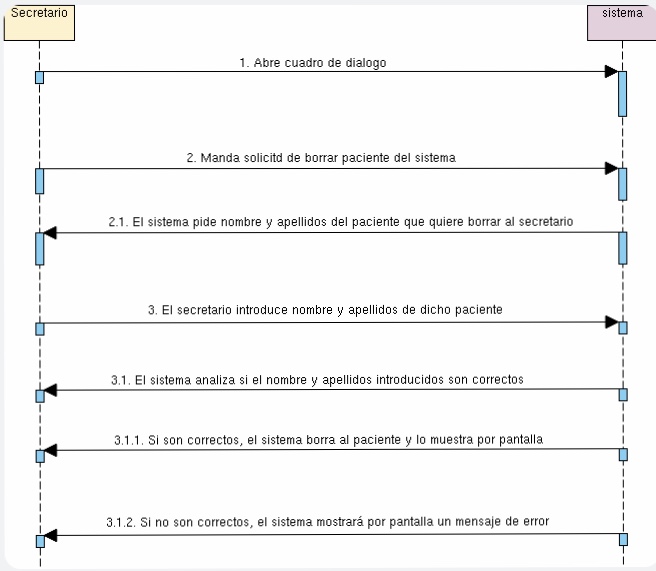 Secretario
sistema
1. Abre cuadro de dialogo
2. Manda solicitd de borrar paciente del sistema
2.1. El sistema pide nombre y apellidos del paciente que quiere borrar al secretario
3. El secretario introduce nombre y apellidos de dicho paciente
3.1. El sistema analiza si el nombre y apellidos introducidos son correctos
3.1.1. Si son correctos, el sistema borra al paciente y lo muestra por pantalla
3.1.2. Si no son correctos, el sistema mostrará por pantalla un mensaje de error